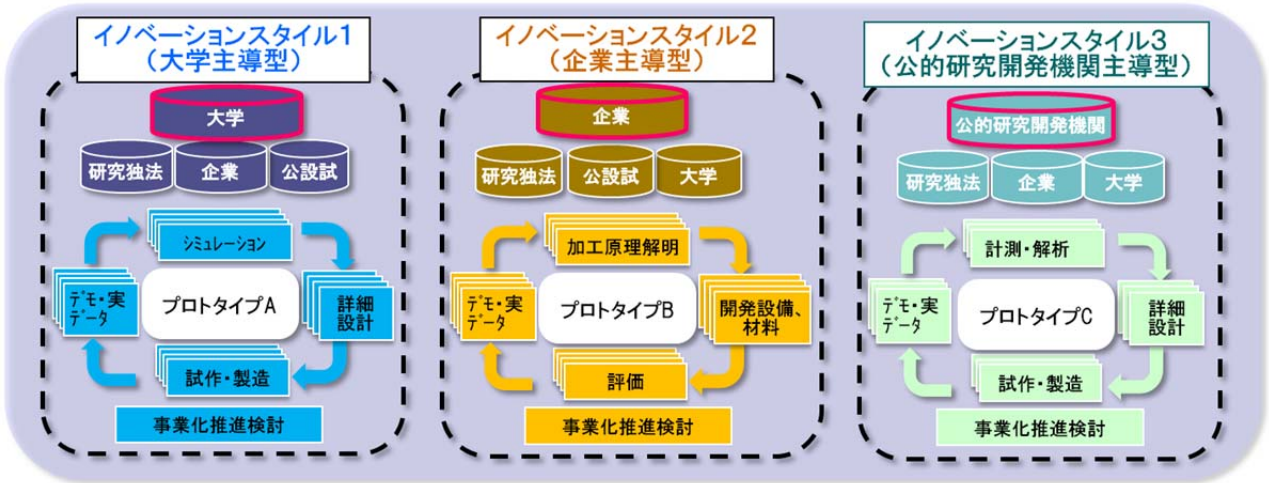 イノベーションスタイル1
（大学主導型）
大学
研究独法
企業
公設試
ｼﾐｭﾚｰｼｮﾝ
ﾃﾞモ・実
ﾃﾞータ
プロトタイプA
詳細
設計
試作・製造
事業化推進検討
イノベーションスタイル2
（企業主導型）
企業
研究独法
公設試
大学
加工原理解明
ﾃﾞモ・実
ﾃﾞータ
プロトタイプB
開発設備、
材料
評価
事業化推進検討
イノベーションスタイル3
（公的研究開発機関主導型）
公的研究開発機関
研究独法
企業
大学
計測・解析
ﾃﾞモ・実
ﾃﾞータ
プロトタイプC
詳細
設計
試作・製造
事業化推進検討